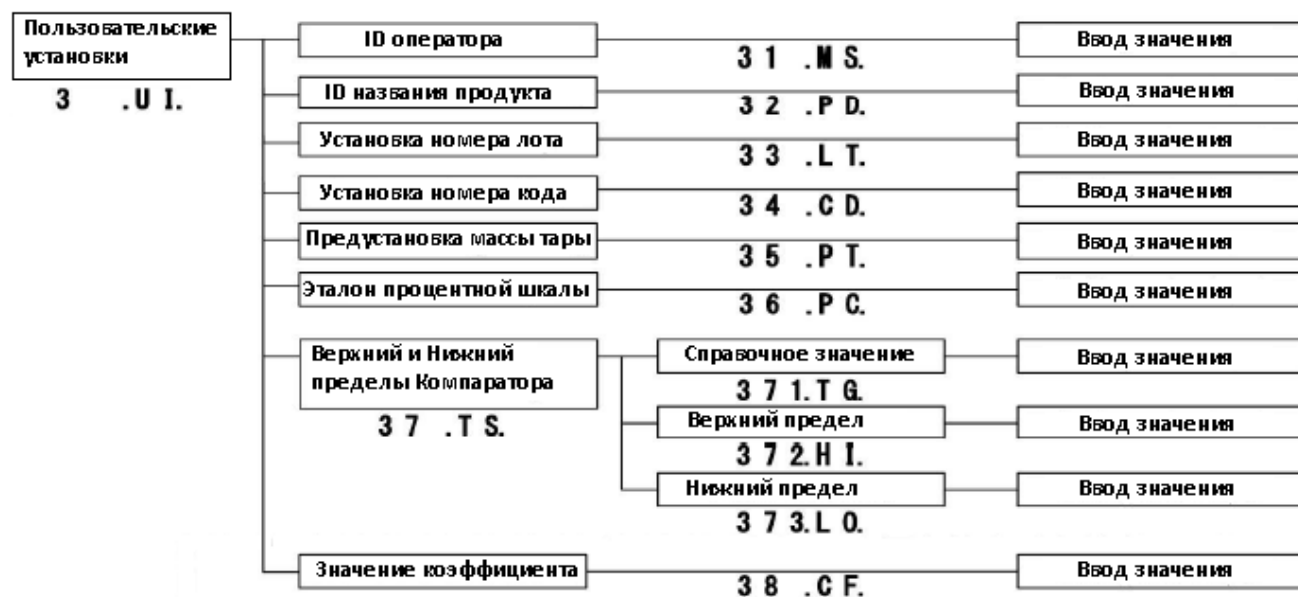 Пользовательские
установки
3 .U I.
ID оператора
3 1 .M S.
Ввод значения
ID названия продукта
3 2 .P D.
Ввод значения
Установка номера лота
3 3 .L T.
Ввод значения
Установка номера кода
3 4 .C D.
Ввод значения
Предустановка массы тары
3 5 .P T.
Ввод значения
Эталон процентной шкалы
3 6 .P C.
Ввод значения
Верхний и Нижний
пределы Компаратора
3 7 .T S.
Справочное значение
3 7 1.T G.
Ввод значения
Верхний предел
3 7 2.H I.
Ввод значения
Нижний предел
3 7 3.L O.
Ввод значения
Значение коэффициента
3 8 .C F.
Ввод значения